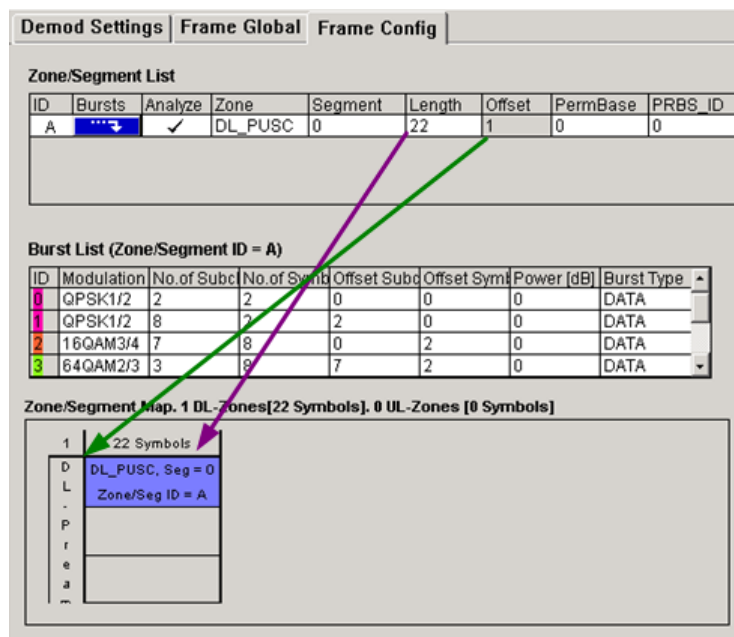 Demod Settings Frame Global Frame Config
Zone/Segment List
ID Bursts Analyze Zone Segment Length Offset PermBase PRBS_ID
A DL_PUSC 0 22 1 0 0
Burst List (Zone/Segment ID = A)
ID Modulation No.of Subcl No.of Symb Offset Subc Offset Symb Power [dB] Burst Type
0 QPSK1/2 2 2 0 0 0 DATA
1 QPSK1/2 8 2 2 0 0 DATA
2 16QAM3/4 7 8 0 2 0 DATA
3 64QAM2/3 3 8 7 2 0 DATA
Zone/Segment Map. 1 DL-Zones[22 Symbols]. 0 UL-Zones [0 Symbols]
1 22 Symbols
DL-Pream
DL_PUSC, Seg = 0
Zone/Seg ID = A